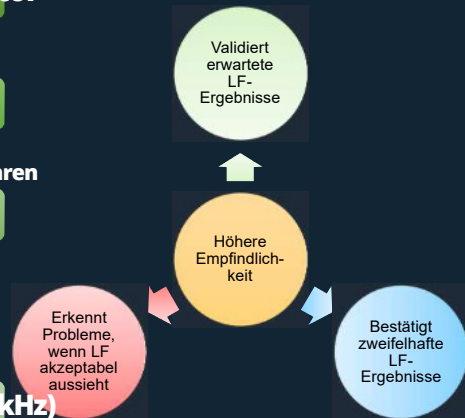 Validiert
erwartete
LF-
Ergebnisse
ren
Höhere
Empfindlich-
keit
Erkennt
Probleme,
wenn LF
akzeptabel
aussieht
Bestätigt
zweifelhafte
LF-
Ergebnisse
kHz)